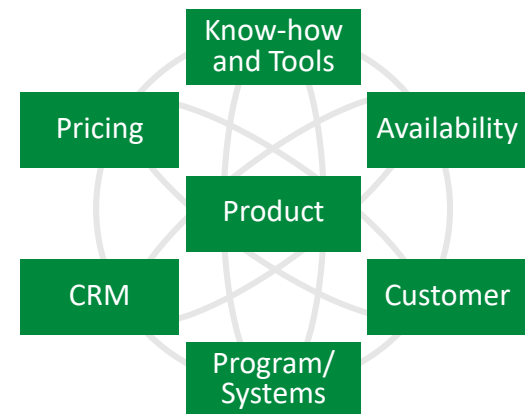 Know-how
and Tools
Pricing
Availability
Product
CRM
Customer
Program/
Systems